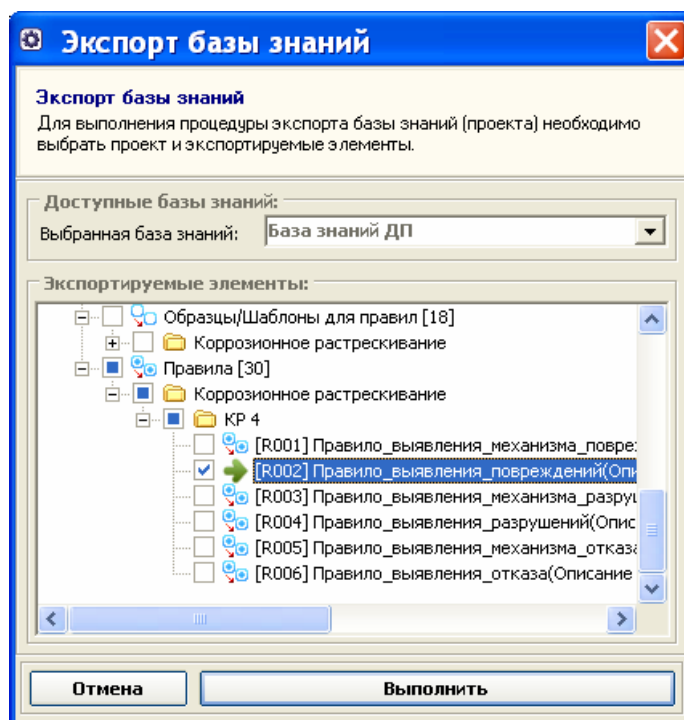 Экспорт базы знаний
Экспорт базы знаний
Для выполнения процедуры экспорта базы знаний (проекта) необходимо
выбрать проект и экспортируемые элементы.
Доступные базы знаний:
Выбранная база знаний: База знаний ДП
Экспортируемые элементы:
Образцы/Шаблоны для правил [18]
Коррозионное растрескивание
Правила [30]
Коррозионное растрескивание
КР 4
[R001] Правило_выявления_механизма_повре
[R002] Правило_выявления_повреждений(Опи
[R003] Правило_выявления_механизма_разру
[R004] Правило_выявления_разрушений(Опис
[R005] Правило_выявления_механизма_отказа
[R006] Правило_выявления_отказа(Описание
Отмена Выполнить